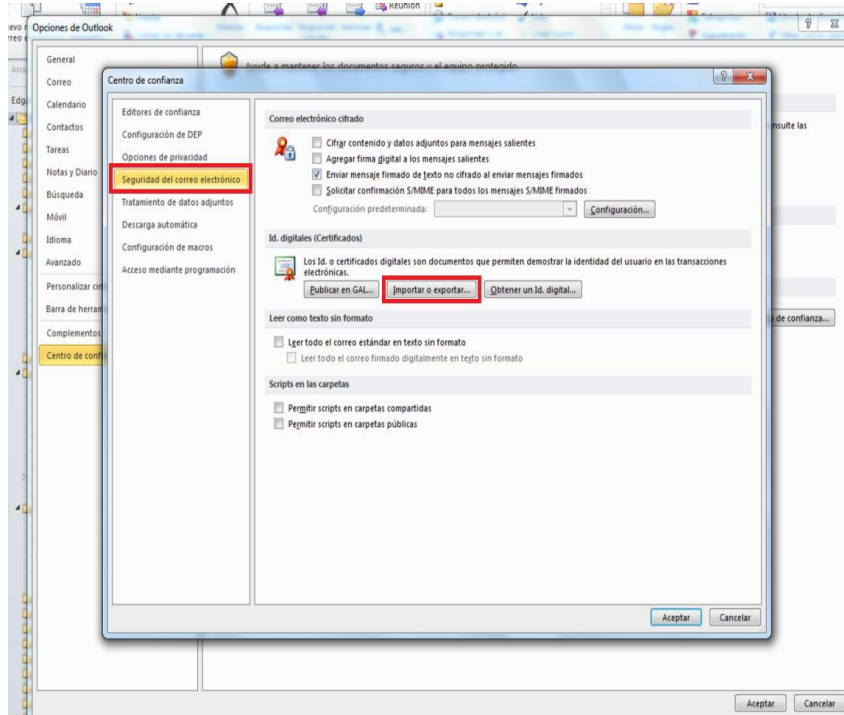 Reunión
Opciones de Outlook
General
Correo
Calendario
Contactos
Tareas
Notas y Diario
Búsqueda
Móvil
Idioma
Avanzado
Personalizar cin
Barra de herram
Complementos
Centro de confi
Ayude a mantener los documentos seguros y el equipo protegido
nsulte las
o de confianza...
Centro de confianza
Editores de confianza
Configuración de DEP
Opciones de privacidad
Seguridad del correo electrónico
Tratamiento de datos adjuntos
Descarga automática
Configuración de macros
Acceso mediante programación
Correo electrónico cifrado
Cifrar contenido y datos adjuntos para mensajes salientes
Agregar firma digital a los mensajes salientes
Enviar mensaje firmado de texto no cifrado al enviar mensajes firmados
Solicitar confirmación S/MIME para todos los mensajes S/MIME firmados
Configuración predeterminada: Configuración...
Id. digitales (Certificados)
Los Id. o certificados digitales son documentos que permiten demostrar la identidad del usuario en las transacciones
electrónicas.
Publicar en GAL... Importar o exportar... Obtener un Id. digital...
Leer como texto sin formato
Leer todo el correo estándar en texto sin formato
Leer todo el correo firmado digitalmente en texto sin formato
Scripts en las carpetas
Permitir scripts en carpetas compartidas
Permitir scripts en carpetas públicas
Aceptar Cancelar
Aceptar Cancelar